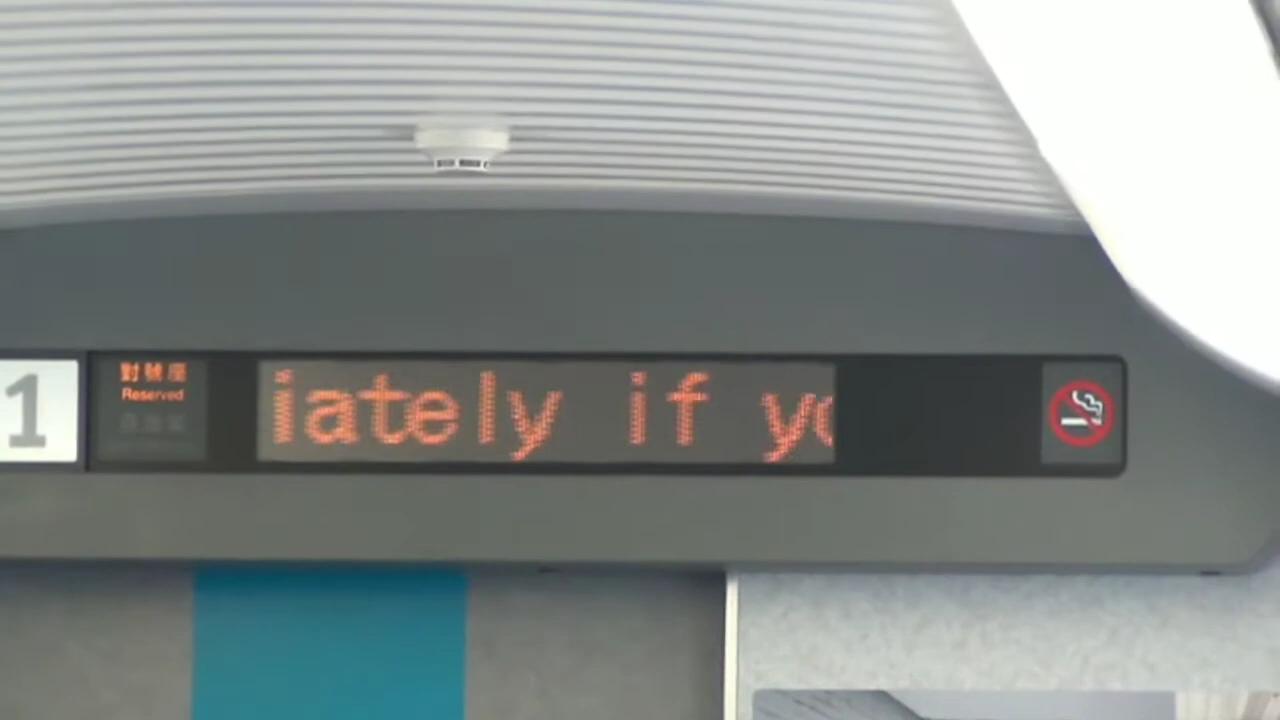 1
對號座
Reserved
iately if yo